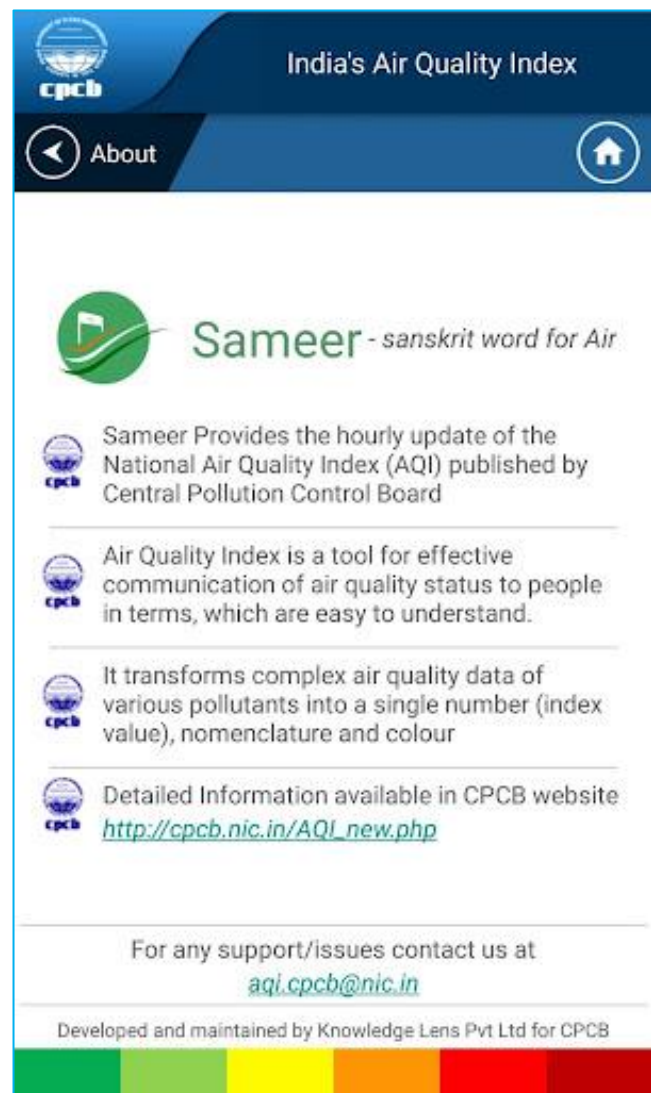 cpcb
India's Air Quality Index
About
Sameer - sanskrit word for Air
cpcb
Sameer Provides the hourly update of the
National Air Quality Index (AQI) published by
Central Pollution Control Board
cpcb
Air Quality Index is a tool for effective
communication of air quality status to people
in terms, which are easy to understand.
cpcb
It transforms complex air quality data of
various pollutants into a single number (index
value), nomenclature and colour
cpcb
Detailed Information available in CPCB website
http://cpcb.nic.in/AQI_new.php
For any support/issues contact us at
aqi.cpcb@nic.in
Developed and maintained by Knowledge Lens Pvt Ltd for CPCB